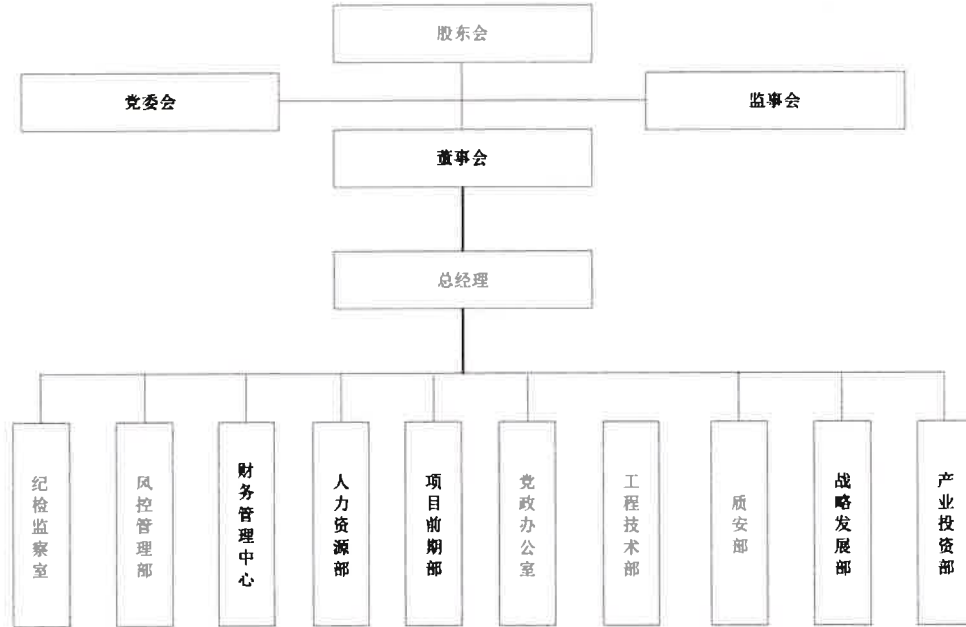 股东会
党委会
监事会
董事会
总经理
纪检监察室
风控管理部
财务管理中心
人力资源部
项目前期部
党政办公室
工程技术部
质安部
战略发展部
产业投资部